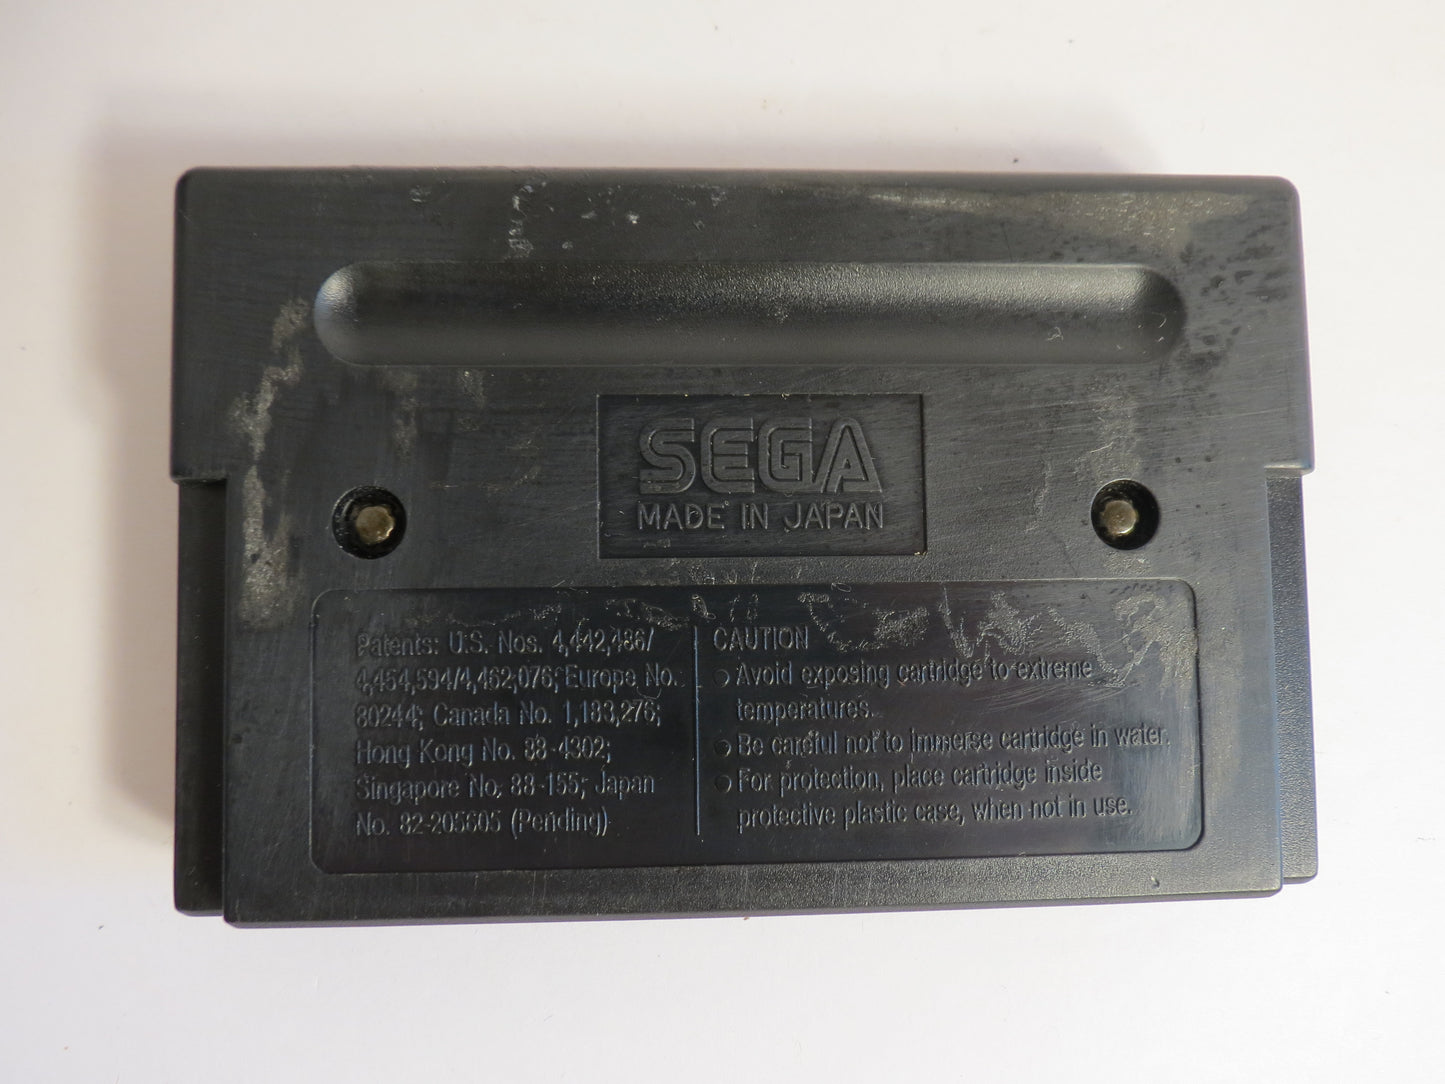 SEGA
MADE IN JAPAN
Patents: U.S. Nos. 4,442,486/
4,454,594/4,462,076; Europe No.
80244; Canada No. 1,183,276;
Hong Kong No. 88-4302;
Singapore No. 88-155; Japan
No. 82-205605 (Pending)
CAUTION
○ Avoid exposing cartridge to extreme
temperatures.
○ Be careful not to immerse cartridge in water.
○ For protection, place cartridge inside
protective plastic case, when not in use.